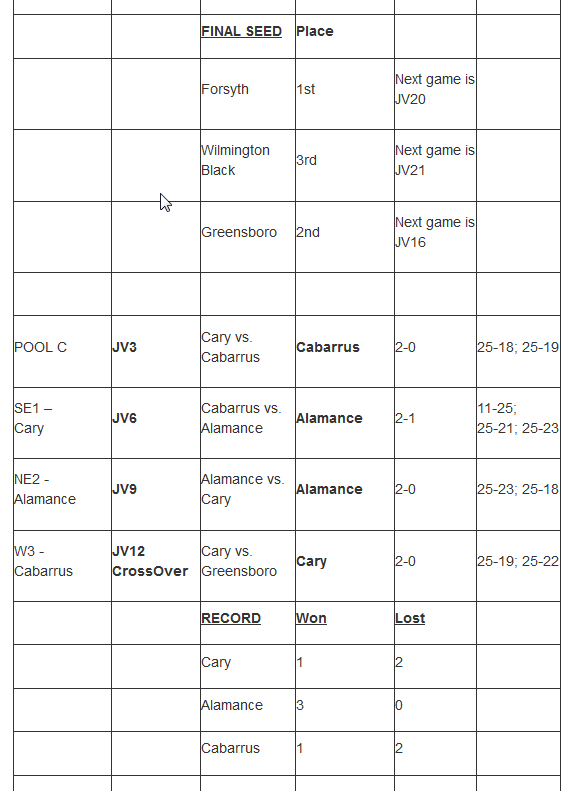 FINAL SEED Place
Forsyth 1st Next game is
JV20
Wilmington
Black 3rd Next game is
JV21
Greensboro 2nd Next game is
JV16
POOL C JV3 Cary vs.
Cabarrus Cabarrus 2-0 25-18; 25-19
SE1 –
Cary JV6 Cabarrus vs.
Alamance Alamance 2-1 11-25;
25-21; 25-23
NE2 -
Alamance JV9 Alamance vs.
Cary Alamance 2-0 25-23; 25-18
W3 -
Cabarrus JV12
CrossOver Cary vs.
Greensboro Cary 2-0 25-19; 25-22
RECORD Won Lost
Cary 1 2
Alamance 3 0
Cabarrus 1 2